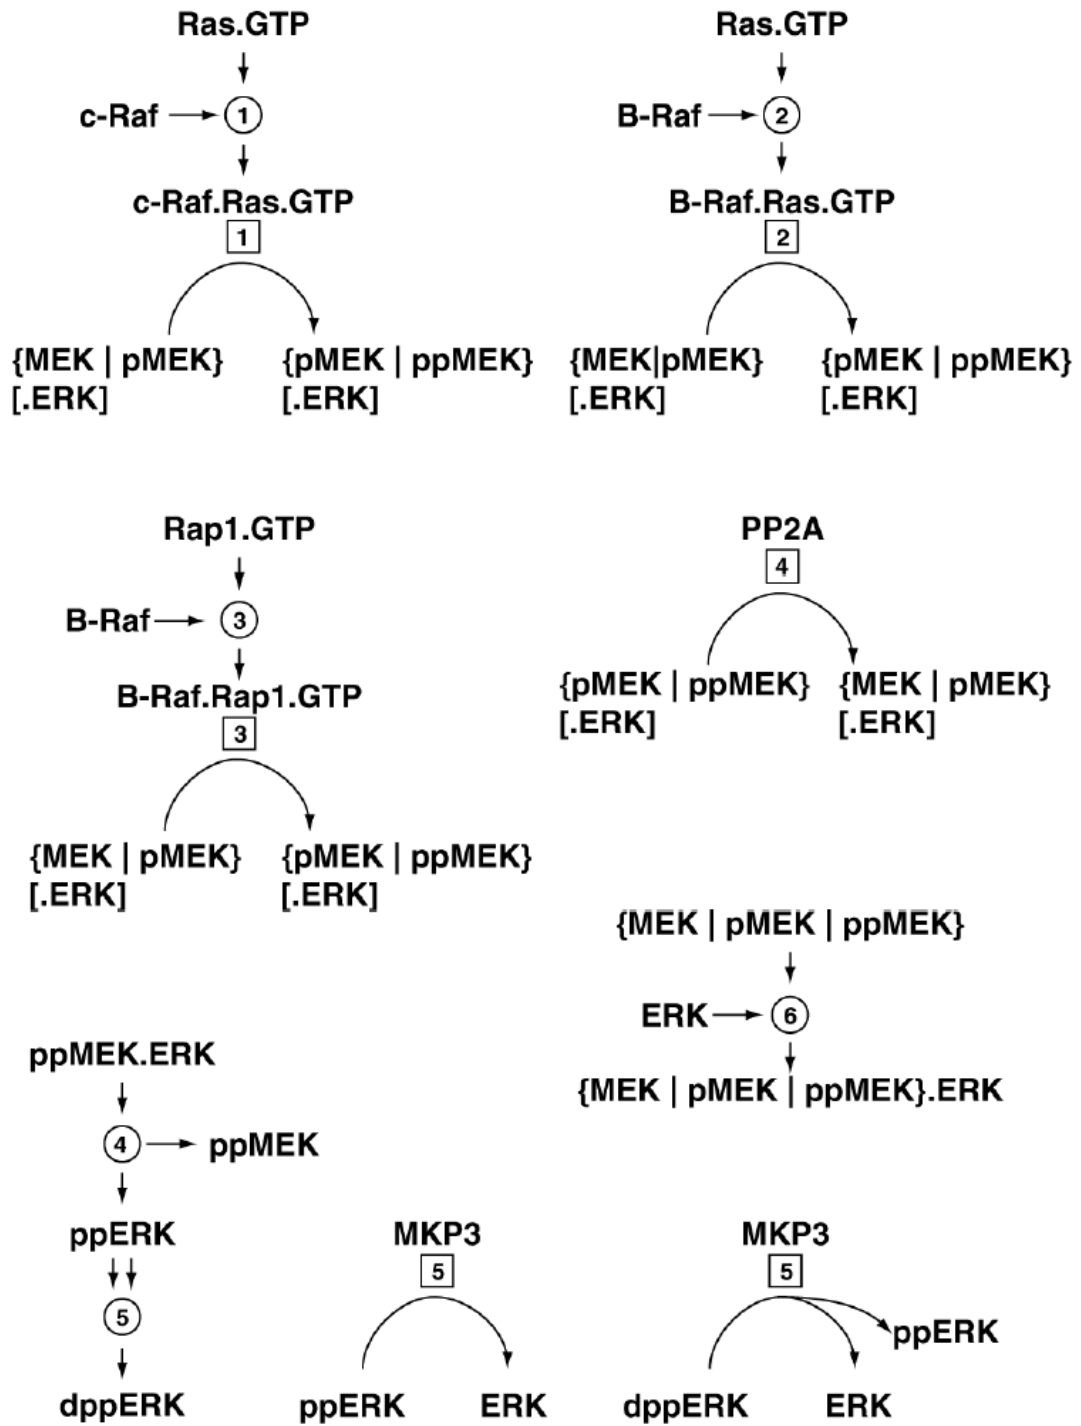 Ras.GTP
c-Raf
1
c-Raf.Ras.GTP
1
{MEK | pMEK}
[.ERK]
{pMEK | ppMEK}
[.ERK]
Ras.GTP
B-Raf
2
B-Raf.Ras.GTP
2
{MEK|pMEK}
[.ERK]
{pMEK | ppMEK}
[.ERK]
Rap1.GTP
B-Raf
3
B-Raf.Rap1.GTP
3
{MEK | pMEK}
[.ERK]
{pMEK | ppMEK}
[.ERK]
PP2A
4
{pMEK | ppMEK}
[.ERK]
{MEK | pMEK}
[.ERK]
{MEK | pMEK | ppMEK}
ERK
6
{MEK | pMEK | ppMEK}.ERK
ppMEK.ERK
4
ppMEK
ppERK
5
dppERK
MKP3
5
ppERK
ERK
MKP3
5
ppERK
dppERK
ERK